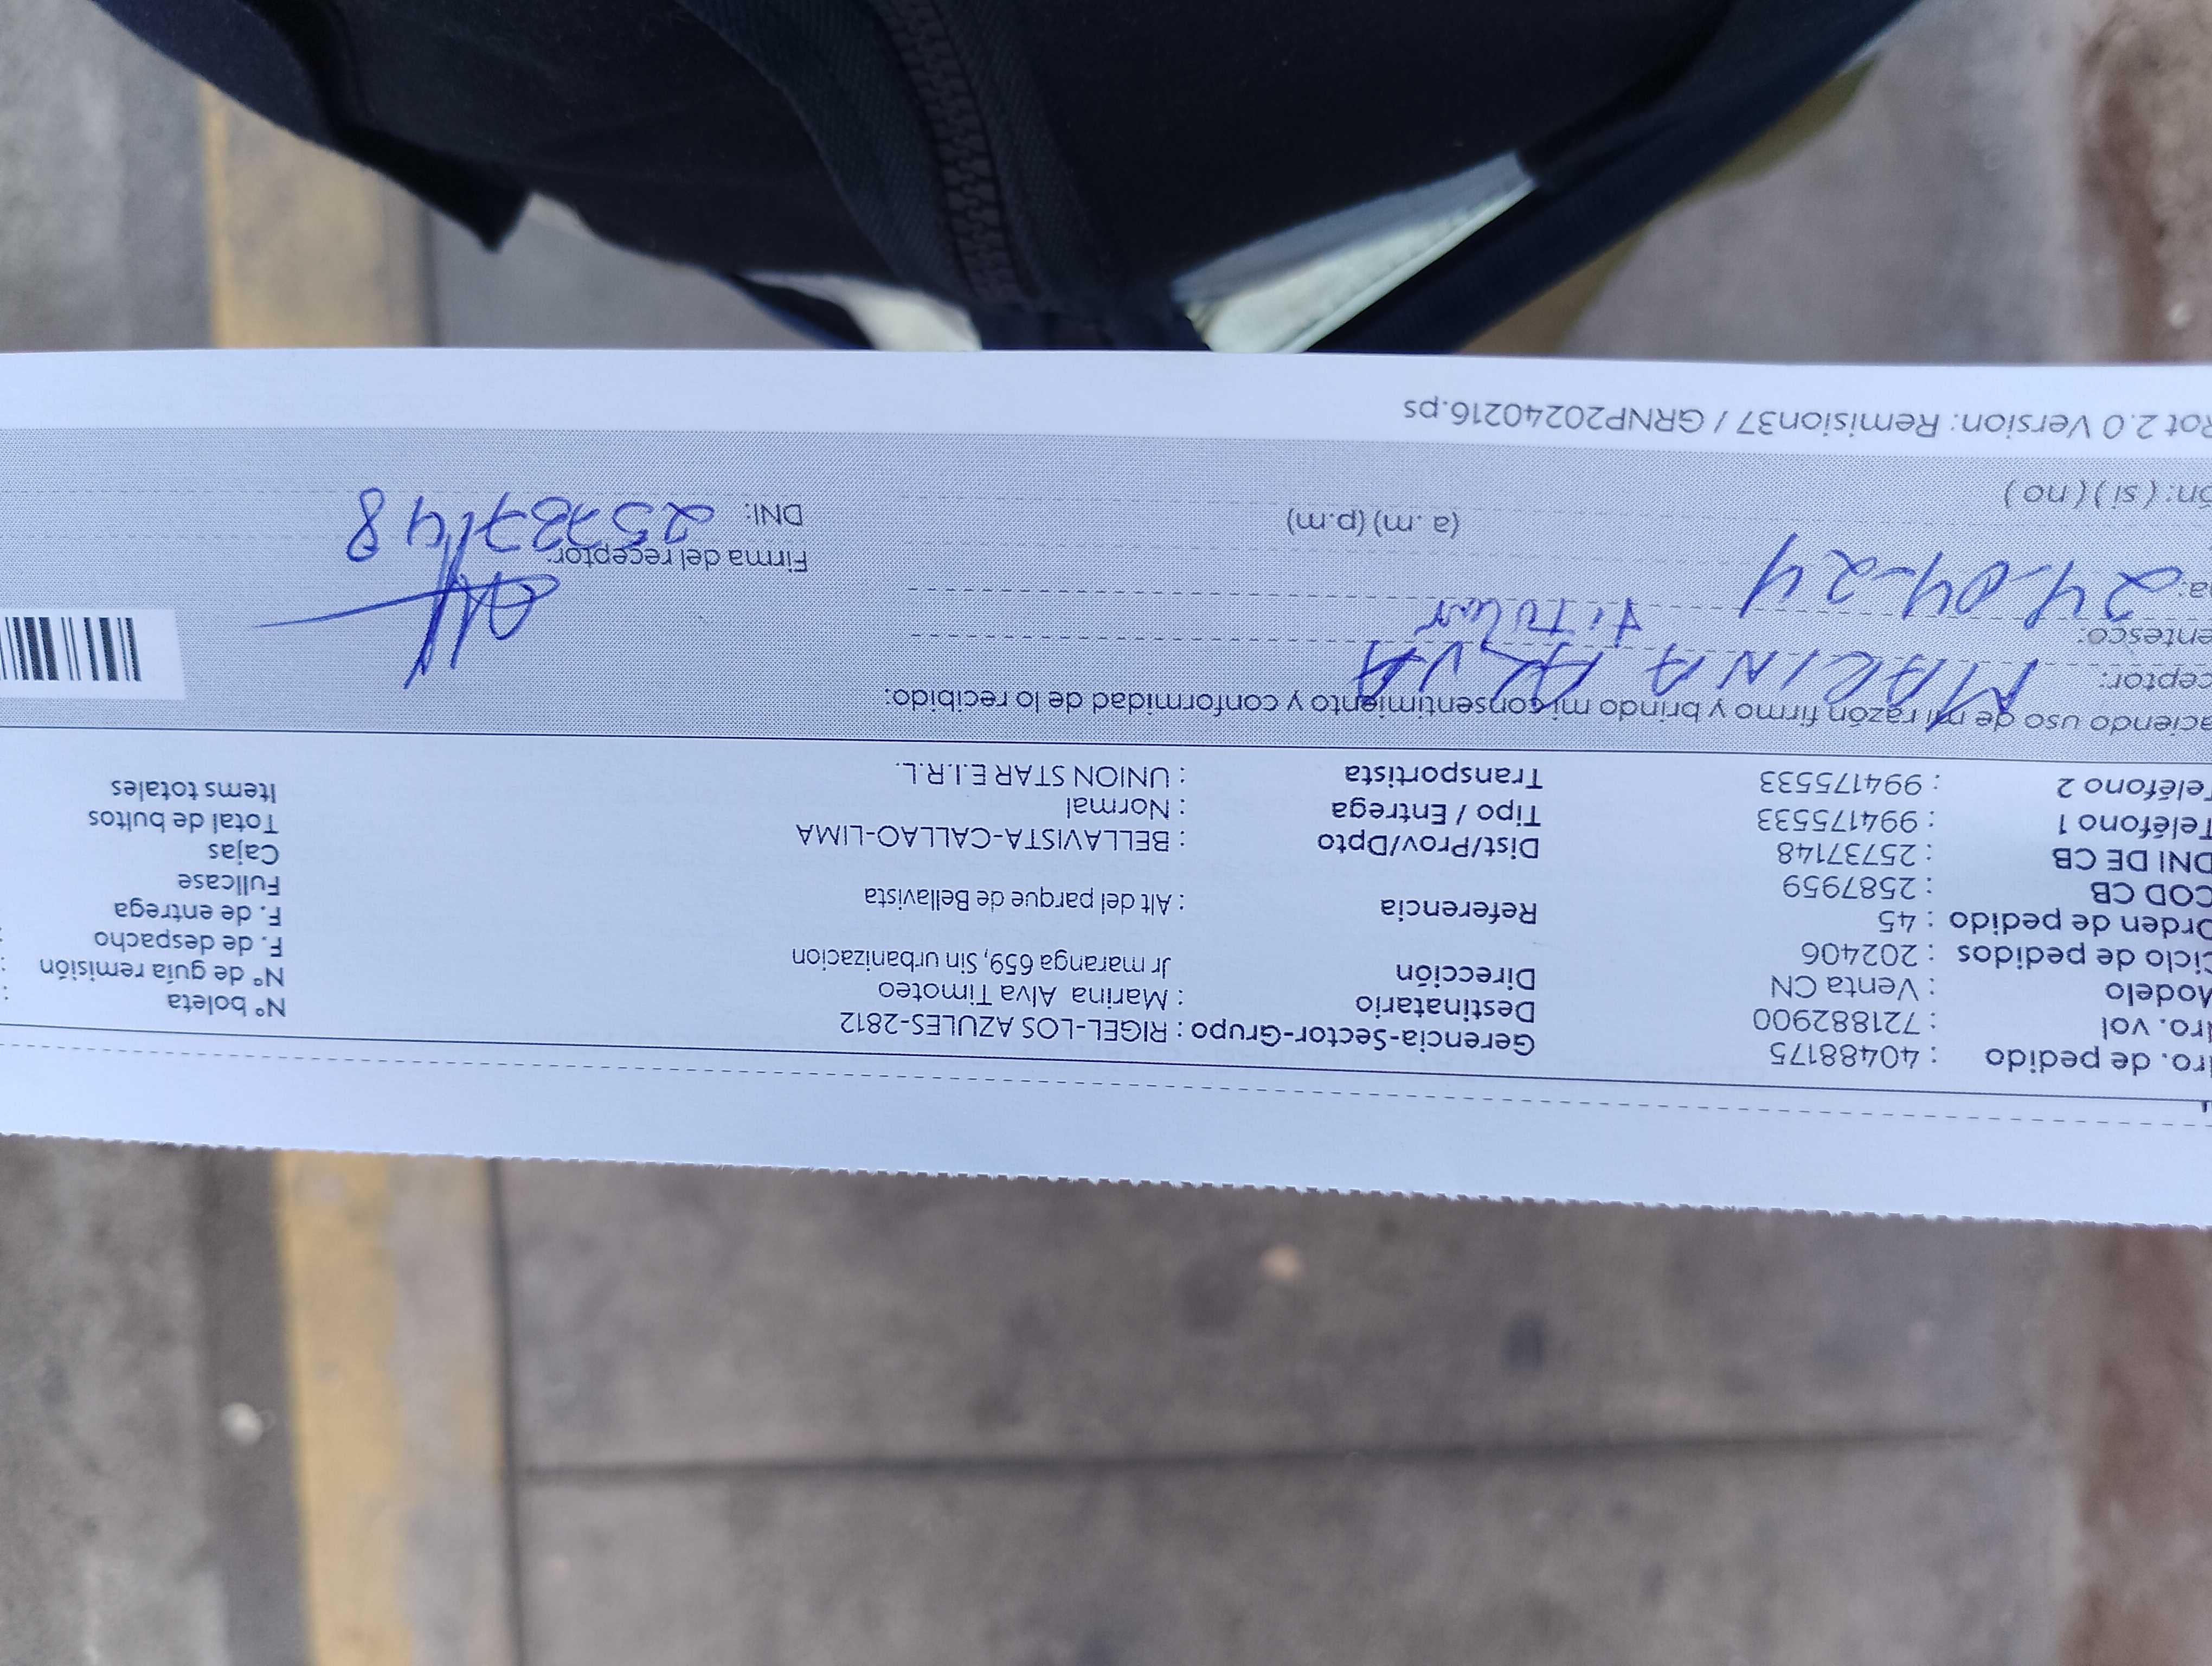 Nro. de pedido : 40488175 Gerencia-Sector-Grupo : RIGEL-LOS AZULES-2812 Nº boleta :
Nro. vol : 721882900 Destinatario : Marina Alva Timoteo Nº de guía remisión :
Modelo : Venta CN Dirección Jr maranga 659, Sin urbanizacion F. de despacho :
Ciclo de pedidos : 202406 F. de entrega
Orden de pedido : 45 Referencia : Alt del parque de Bellavista Fullcase
COD CB : 2587959 Cajas
DNI DE CB : 25737148 Dist/Prov/Dpto : BELLAVISTA-CALLAO-LIMA Total de bultos
Teléfono 1 : 994175533 Tipo / Entrega : Normal Items totales
Teléfono 2 : 994175533 Transportista : UNION STAR E.I.R.L.
aciendo uso de mi razón firmo y brindo mi consentimiento y conformidad de lo recibido:
ceptor: MARINA ALVA
entesco: titular
a: 24-04-24 Firma del receptor:
(a.m) (p.m) DNI: 25737148
ón: ( si ) ( no )
Rot 2.0 Version: Remision37 / GRNP20240216.ps